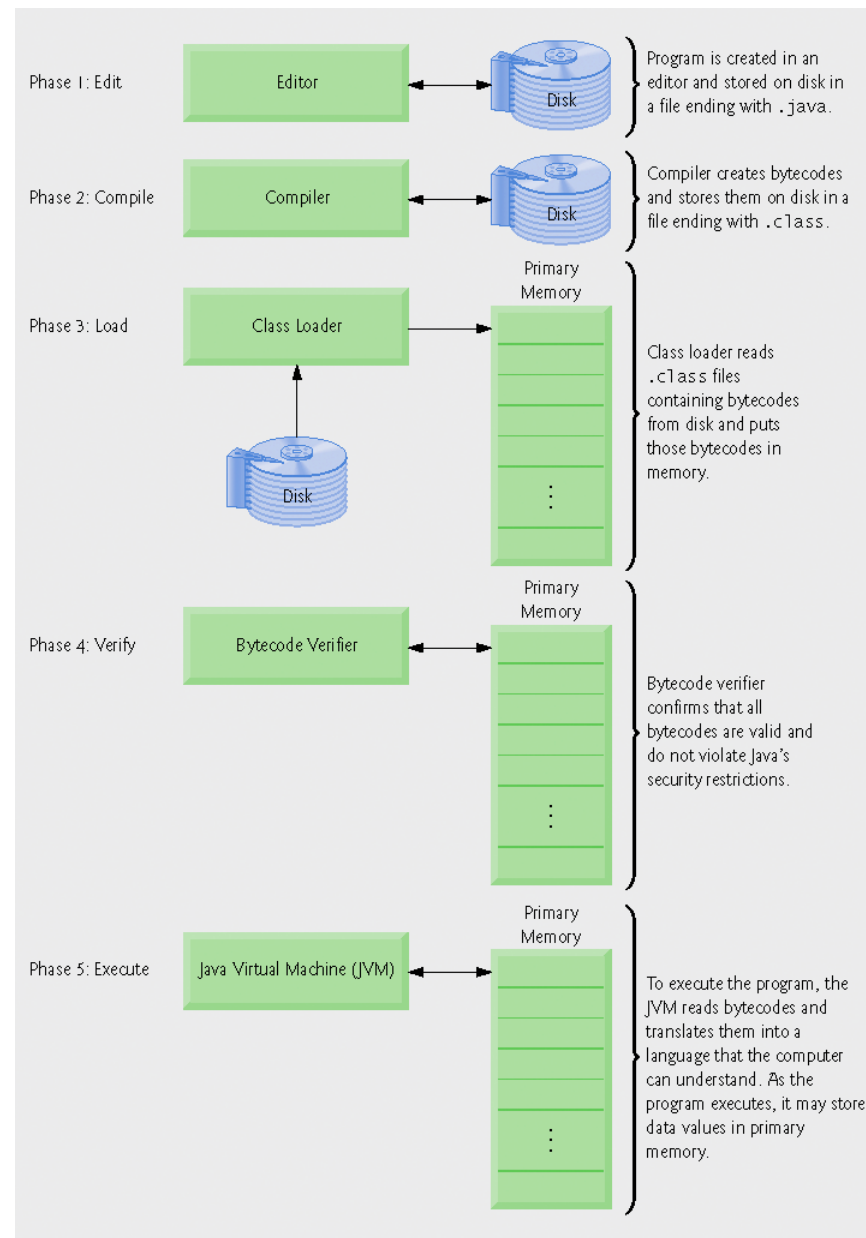 Phase 1: Edit
Editor
Disk
Program is created in an
editor and stored on disk in
a file ending with .java.
Phase 2: Compile
Compiler
Disk
Compiler creates bytecodes
and stores them on disk in a
file ending with .class.
Phase 3: Load
Class Loader
Disk
Primary
Memory
Class loader reads
.class files
containing bytecodes
from disk and puts
those bytecodes in
memory.
Phase 4: Verify
Bytecode Verifier
Primary
Memory
Bytecode verifier
confirms that all
bytecodes are valid and
do not violate Java’s
security restrictions.
Phase 5: Execute
Java Virtual Machine (JVM)
Primary
Memory
To execute the program, the
JVM reads bytecodes and
translates them into a
language that the computer
can understand. As the
program executes, it may store
data values in primary
memory.